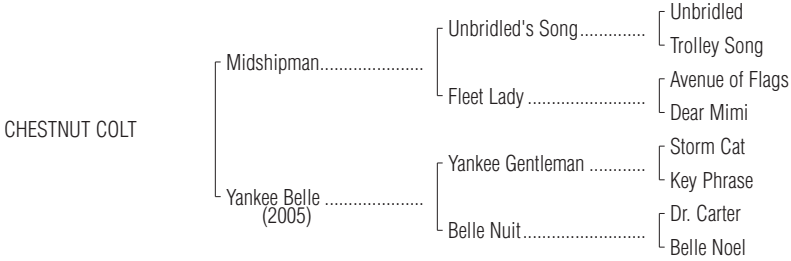 Unbridled
Unbridled's Song..............
Trolley Song
Midshipman.......................
Avenue of Flags
Fleet Lady ..........................
Dear Mimi
CHESTNUT COLT
Storm Cat
Yankee Gentleman ............
Key Phrase
Yankee Belle ......................
(2005)
Dr. Carter
Belle Nuit...........................
Belle Noel